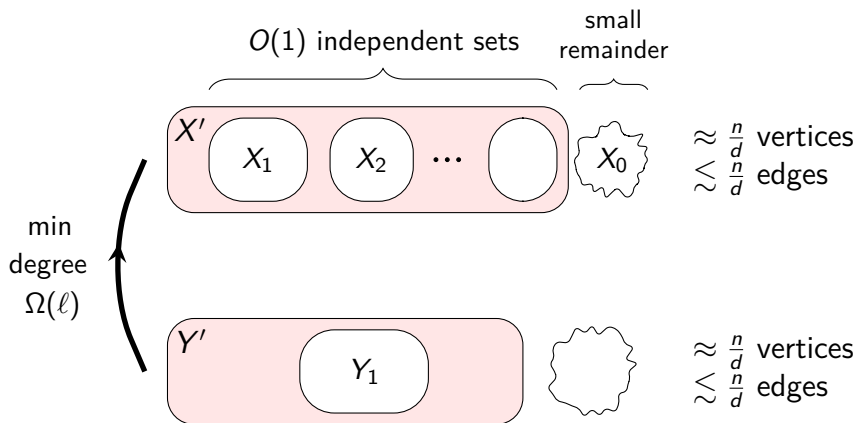 O(1) independent sets
small
remainder
X′
X₁
X₂
...
X₀
≈ n/d vertices
≲ n/d edges
min
degree
Ω(ℓ)
Y′
Y₁
≈ n/d vertices
≲ n/d edges